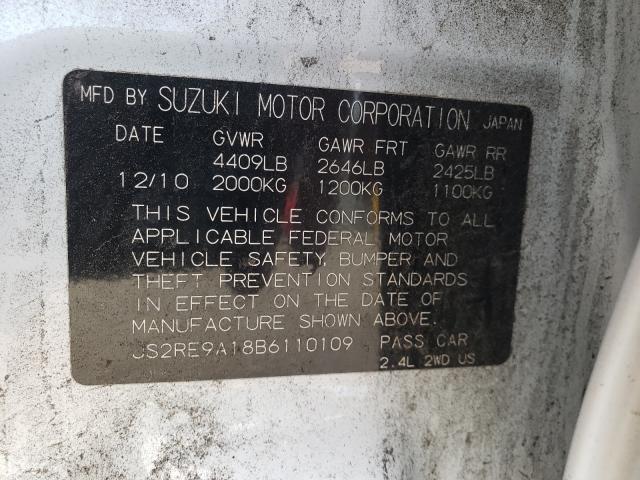 MFD BY SUZUKI MOTOR CORPORATION JAPAN
DATE GVWR GAWR FRT GAWR RR
4409LB 2646LB 2425LB
12/10 2000KG 1200KG 1100KG
THIS VEHICLE CONFORMS TO ALL
APPLICABLE FEDERAL MOTOR
VEHICLE SAFETY, BUMPER AND
THEFT PREVENTION STANDARDS
IN EFFECT ON THE DATE OF
MANUFACTURE SHOWN ABOVE.
JS2RE9A18B6110109 PASS CAR
2.4L 2WD US